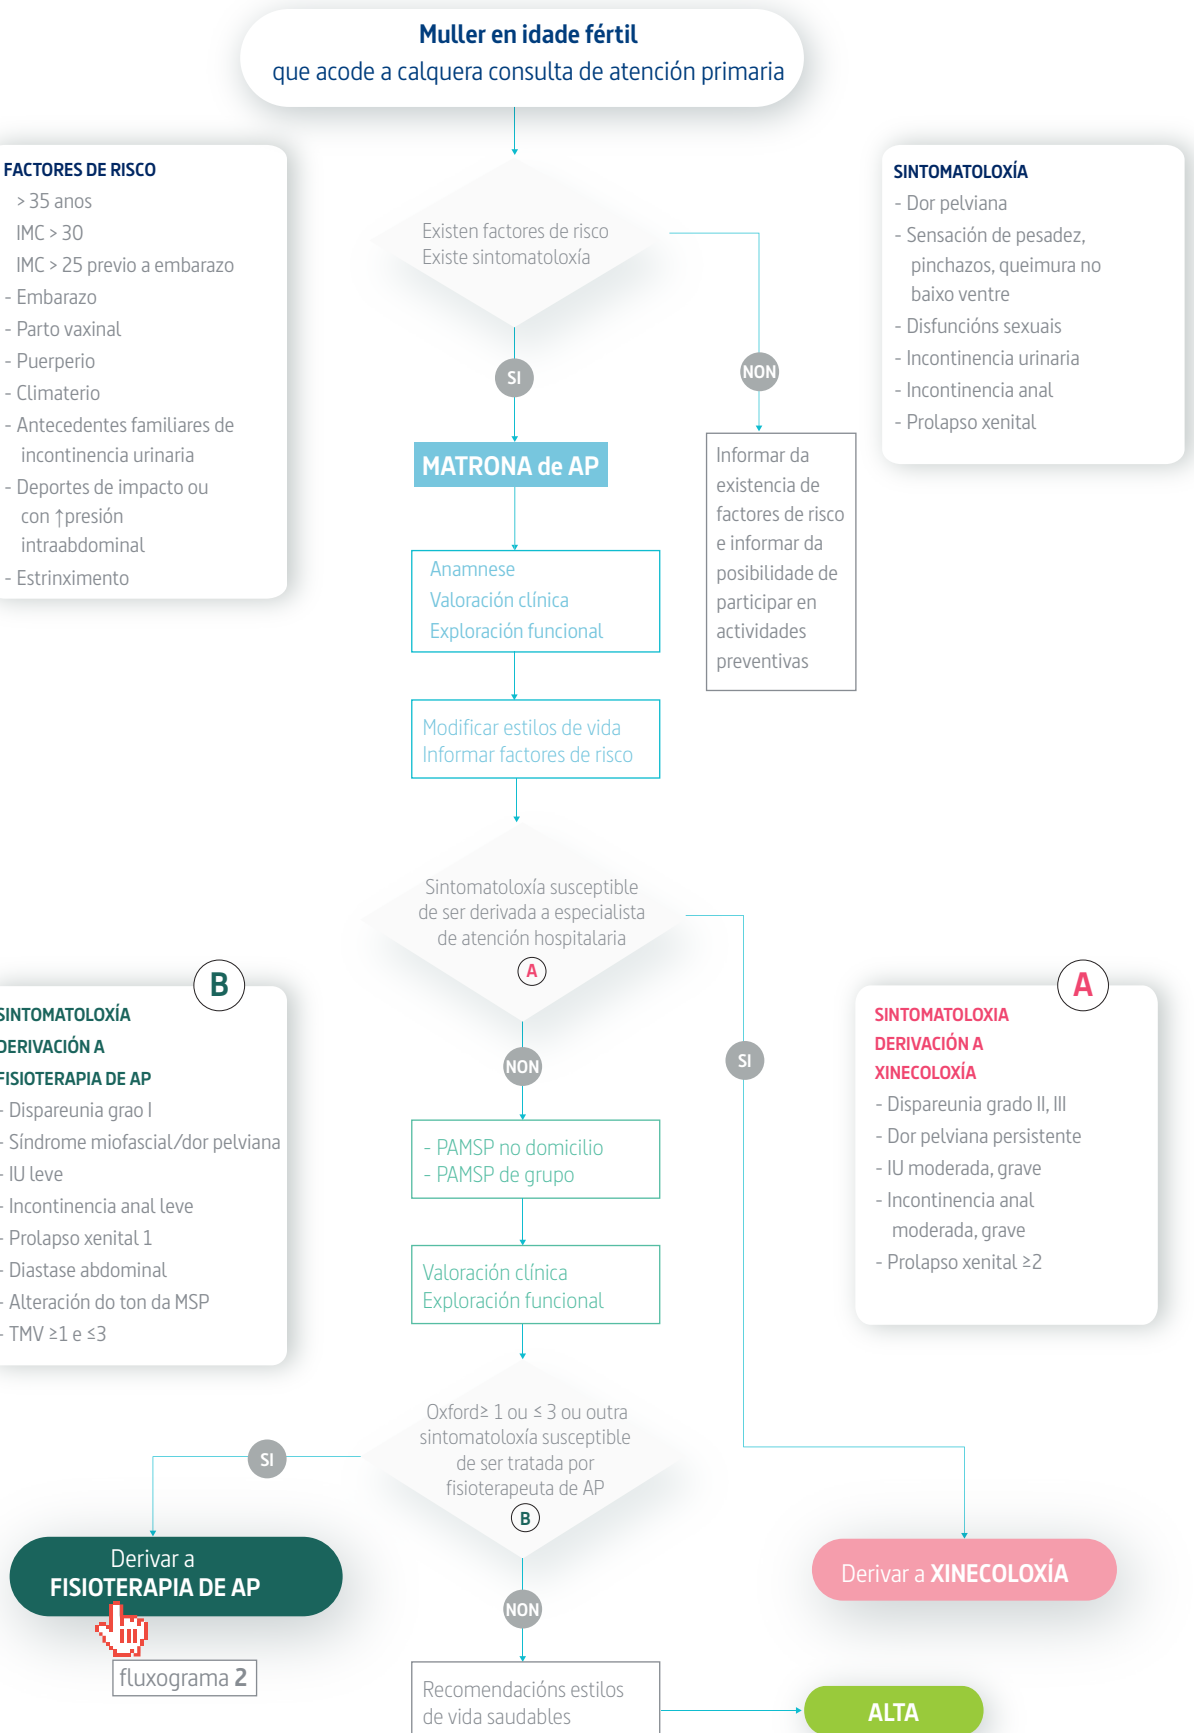 Muller en idade fértil
que acode a calquera consulta de atención primaria
FACTORES DE RISCO
> 35 anos
IMC > 30
IMC > 25 previo a embarazo
- Embarazo
- Parto vaxinal
- Puerperio
- Climaterio
- Antecedentes familiares de
incontinencia urinaria
- Deportes de impacto ou
con ↑presión
intraabdominal
- Estrinximento
Existen factores de risco
Existe sintomatoloxía
SINTOMATOLOXÍA
- Dor pelviana
- Sensación de pesadez,
pinchazos, queimura no
baixo ventre
- Disfuncións sexuais
- Incontinencia urinaria
- Incontinencia anal
- Prolapso xenital
SI
NON
MATRONA de AP
Informar da
existencia de
factores de risco
e informar da
posibilidade de
participar en
actividades
preventivas
Anamnese
Valoración clínica
Exploración funcional
Modificar estilos de vida
Informar factores de risco
Sintomatoloxía susceptible
de ser derivada a especialista
de atención hospitalaria
A
B
SINTOMATOLOXÍA
DERIVACIÓN A
FISIOTERAPIA DE AP
- Dispareunia grao I
- Síndrome miofascial/dor pelviana
- IU leve
- Incontinencia anal leve
- Prolapso xenital 1
- Diastase abdominal
- Alteración do ton da MSP
- TMV ≥1 e ≤3
A
SINTOMATOLOXIA
DERIVACIÓN A
XINECOLOXÍA
- Dispareunia grado II, III
- Dor pelviana persistente
- IU moderada, grave
- Incontinencia anal
moderada, grave
- Prolapso xenital ≥2
NON
SI
- PAMSP no domicilio
- PAMSP de grupo
Valoración clínica
Exploración funcional
Oxford≥ 1 ou ≤ 3 ou outra
sintomatoloxía susceptible
de ser tratada por
fisioterapeuta de AP
B
SI
Derivar a
FISIOTERAPIA DE AP
fluxograma 2
Derivar a XINECOLOXÍA
NON
Recomendacións estilos
de vida saudables
ALTA